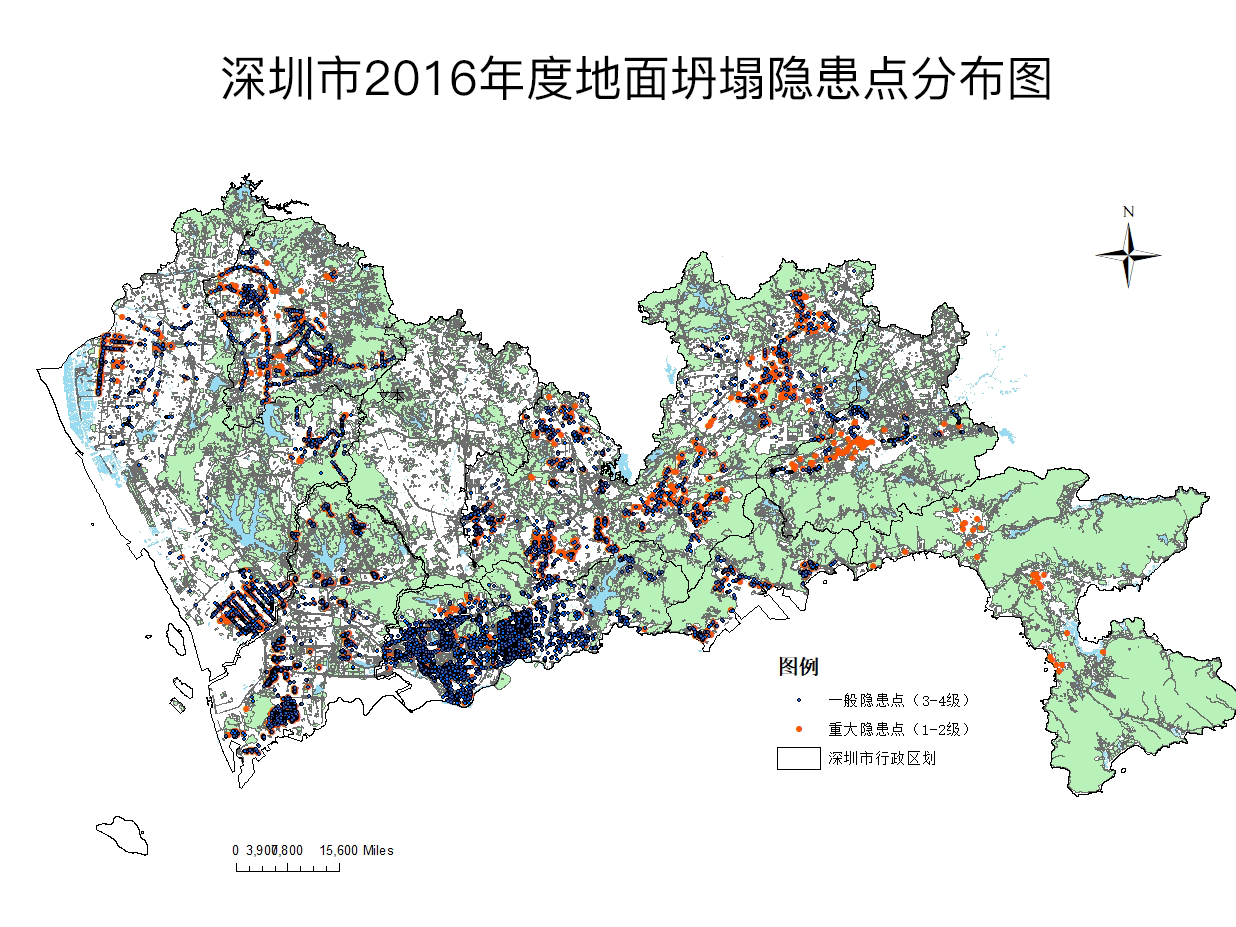 深圳市2016年度地面坍塌隐患点分布图
N
图例
一般隐患点（3-4级）
重大隐患点（1-2级）
深圳市行政区划
0 3,900 7,800 15,600 Miles